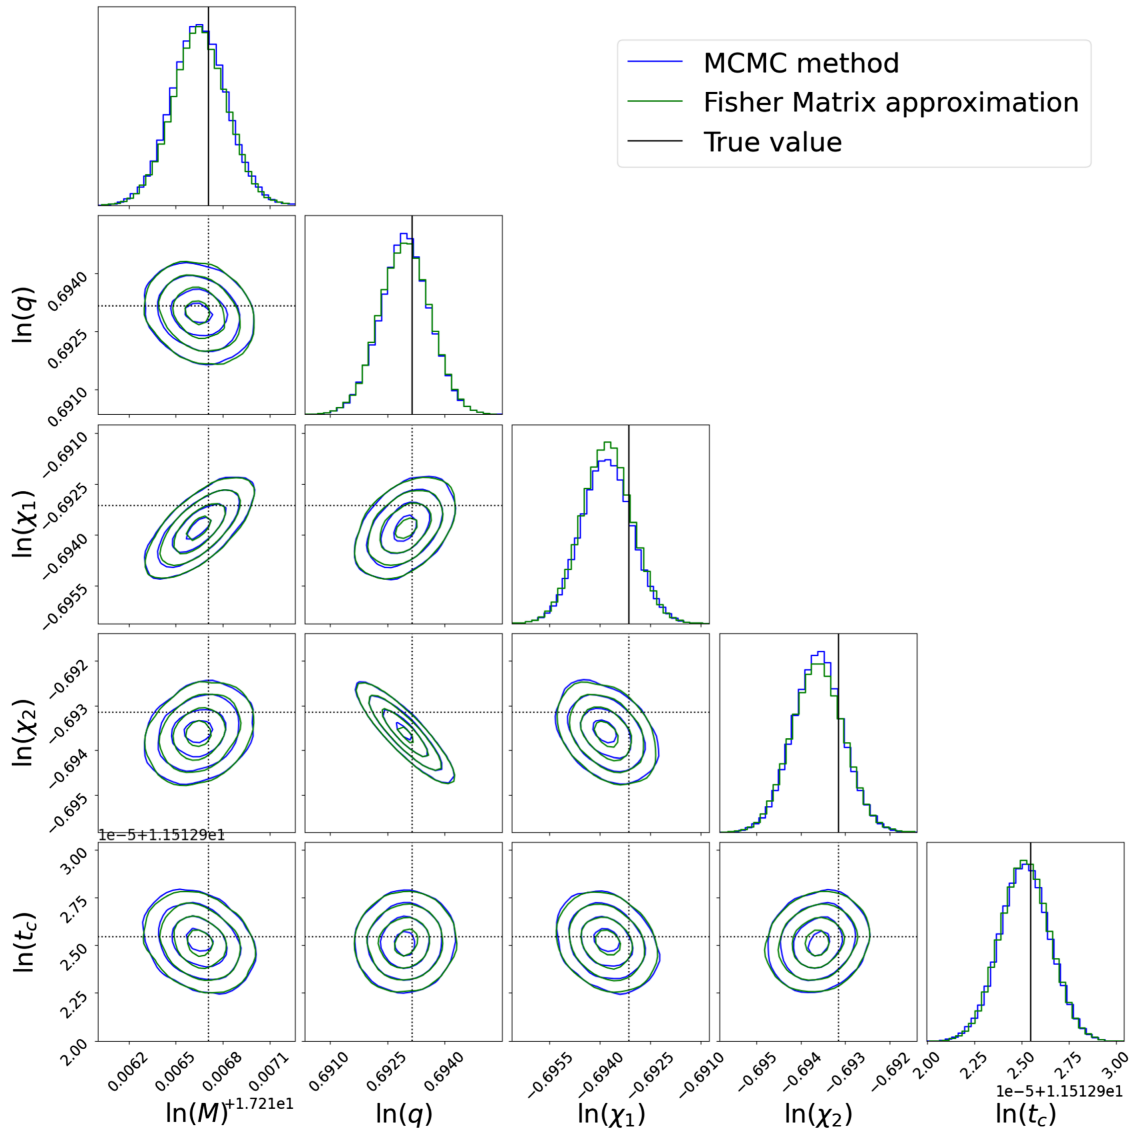 MCMC method
Fisher Matrix approximation
True value
ln(q)
0.6940
0.6925
0.6910
ln(χ₁)
−0.6910
−0.6925
−0.6940
−0.6955
ln(χ₂)
−0.692
−0.693
−0.694
−0.695
1e−5+1.15129e1
ln(t_c)
3.00
2.75
2.50
2.25
2.00
0.0062 0.0065 0.0068 0.0071
+1.721e1
ln(M)
0.6910 0.6925 0.6940
ln(q)
−0.6955 −0.6940 −0.6925 −0.6910
ln(χ₁)
−0.695 −0.694 −0.693 −0.692
ln(χ₂)
2.00 2.25 2.50 2.75 3.00
1e−5+1.15129e1
ln(t_c)